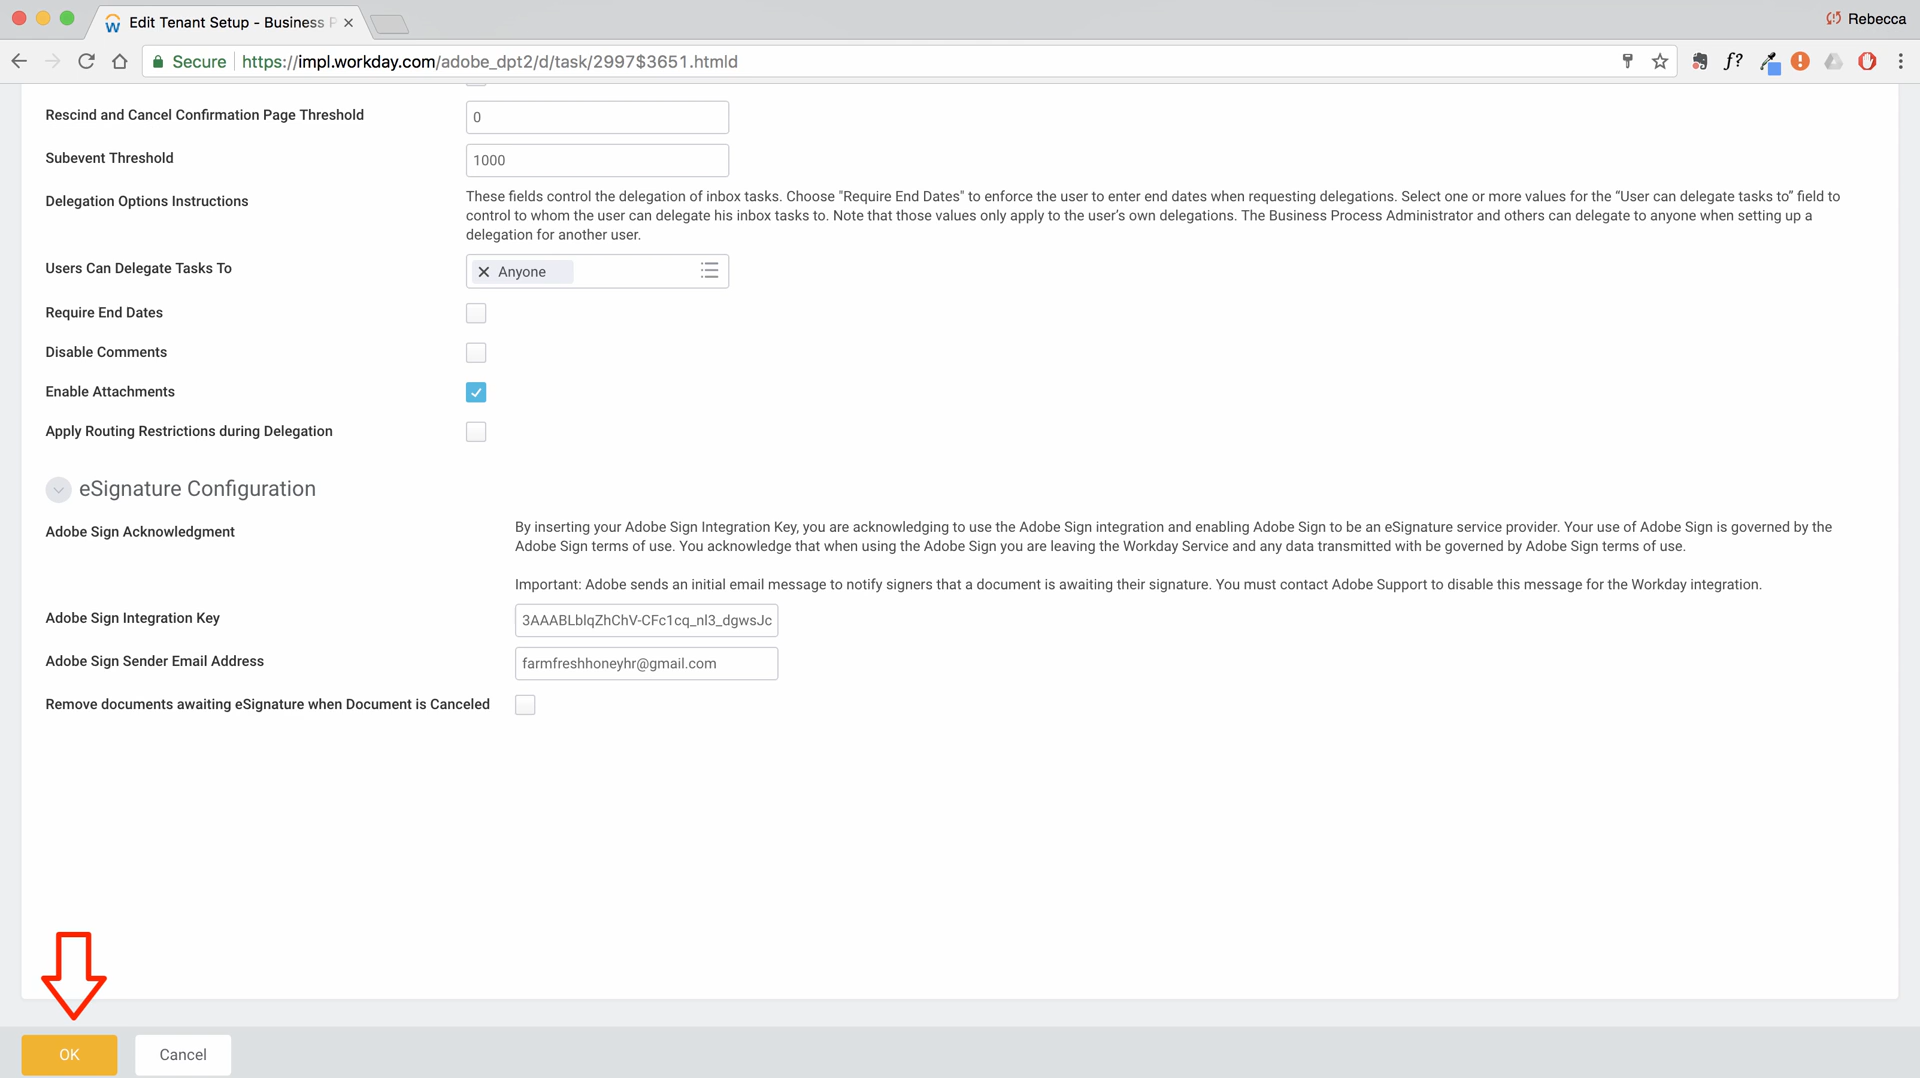 Edit Tenant Setup - Business P
Rebecca
Secure
https://impl.workday.com/adobe_dpt2/d/task/2997$3651.htmld
f?
Rescind and Cancel Confirmation Page Threshold
0
Subevent Threshold
1000
Delegation Options Instructions
These fields control the delegation of inbox tasks. Choose "Require End Dates" to enforce the user to enter end dates when requesting delegations. Select one or more values for the “User can delegate tasks to” field to
control to whom the user can delegate his inbox tasks to. Note that those values only apply to the user’s own delegations. The Business Process Administrator and others can delegate to anyone when setting up a
delegation for another user.
Users Can Delegate Tasks To
Anyone
Require End Dates
Disable Comments
Enable Attachments
Apply Routing Restrictions during Delegation
eSignature Configuration
Adobe Sign Acknowledgment
By inserting your Adobe Sign Integration Key, you are acknowledging to use the Adobe Sign integration and enabling Adobe Sign to be an eSignature service provider. Your use of Adobe Sign is governed by the
Adobe Sign terms of use. You acknowledge that when using the Adobe Sign you are leaving the Workday Service and any data transmitted with be governed by Adobe Sign terms of use.
Important: Adobe sends an initial email message to notify signers that a document is awaiting their signature. You must contact Adobe Support to disable this message for the Workday integration.
Adobe Sign Integration Key
3AAABLblqZhChV-CFc1cq_nl3_dgwsJc
Adobe Sign Sender Email Address
farmfreshhoneyhr@gmail.com
Remove documents awaiting eSignature when Document is Canceled
OK
Cancel